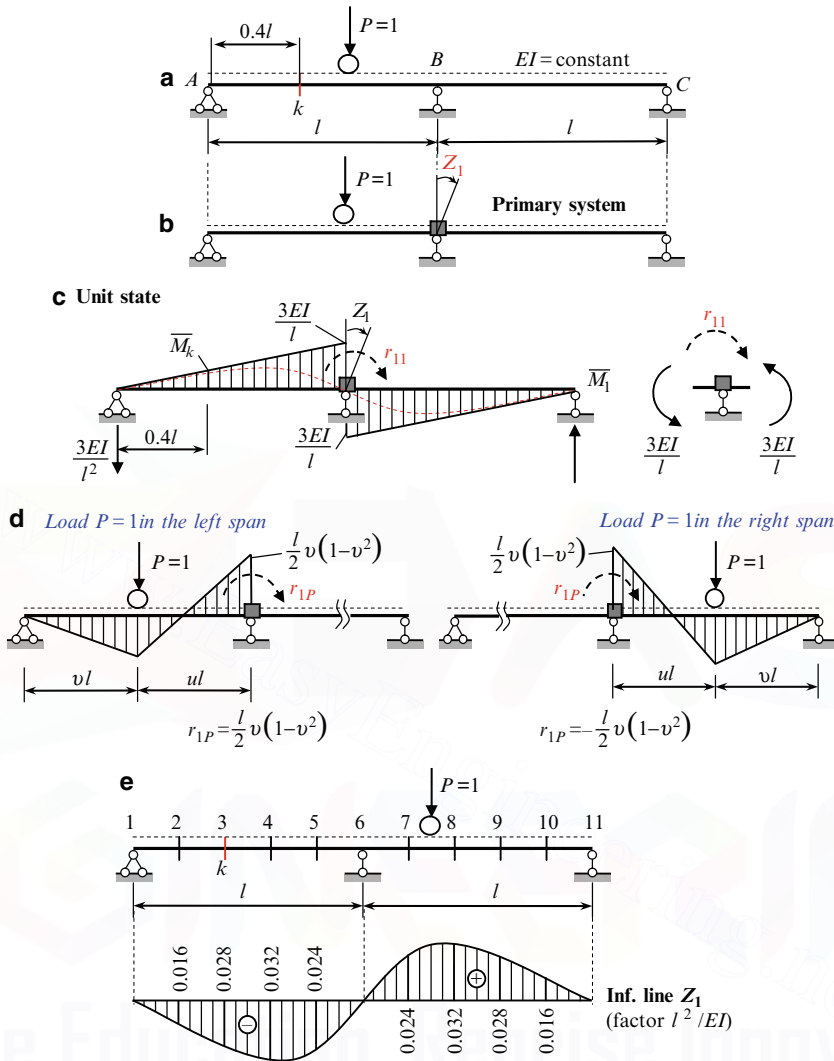 P=1
0.4l
a A B EI = constant C
k
l l
P=1 Z₁
b Primary system
c Unit state
3EI/l Z₁
M̅ₖ r₁₁ r₁₁
M̅₁
3EI/l² 0.4l 3EI/l 3EI/l 3EI/l
d Load P = 1in the left span Load P = 1in the right span
P=1 l/2 υ(1−υ²) l/2 υ(1−υ²) P=1
r₁P r₁P
υl ul ul υl
r₁P = l/2 υ(1−υ²) r₁P = − l/2 υ(1−υ²)
e P=1
1 2 3 4 5 6 7 8 9 10 11
k
l l
0.016 0.028 0.032 0.024
+
−
Inf. line Z₁
(factor l²/EI)
0.024 0.032 0.028 0.016